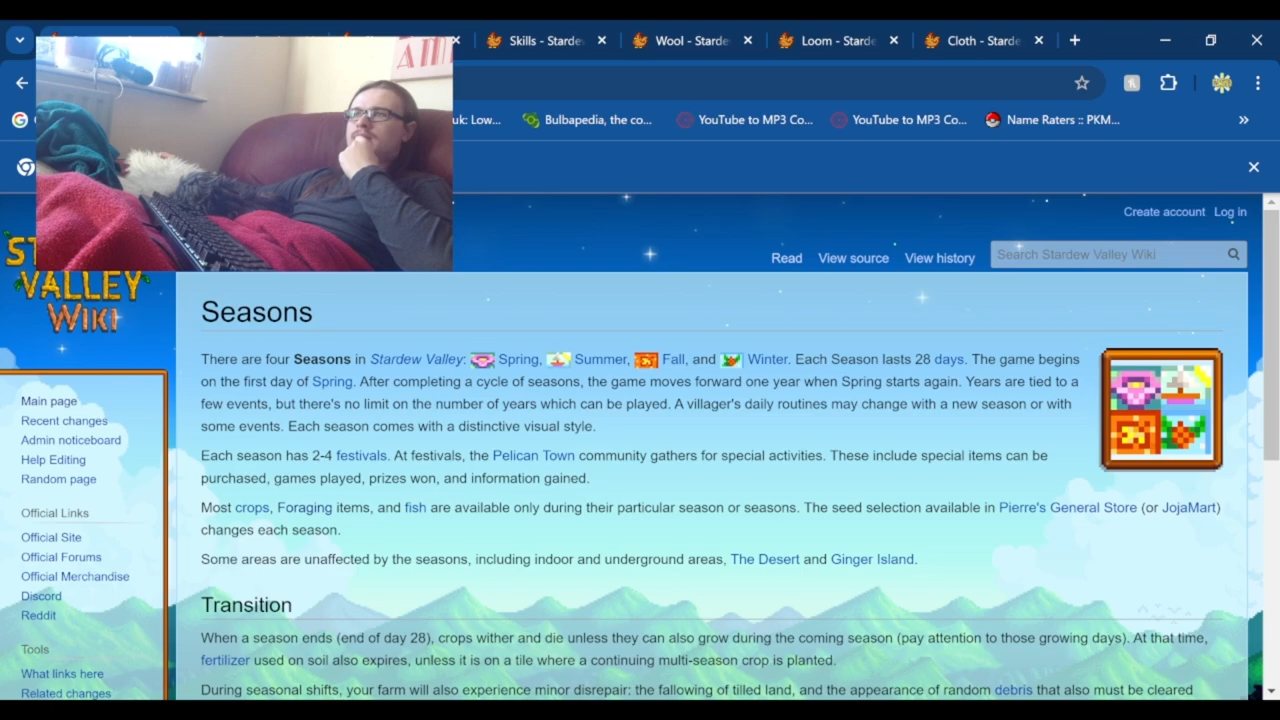 Skills - Stardew
Wool - Stardew
Loom - Stardew
Cloth - Stardew
uk: Low...
Bulbapedia, the co...
YouTube to MP3 Co...
YouTube to MP3 Co...
Name Raters :: PKM...
Create account Log in
Read View source View history Search Stardew Valley Wiki
VALLEY
WIKI
Seasons
There are four Seasons in Stardew Valley: Spring, Summer, Fall, and Winter. Each Season lasts 28 days. The game begins
on the first day of Spring. After completing a cycle of seasons, the game moves forward one year when Spring starts again. Years are tied to a
few events, but there's no limit on the number of years which can be played. A villager's daily routines may change with a new season or with
some events. Each season comes with a distinctive visual style.
Each season has 2-4 festivals. At festivals, the Pelican Town community gathers for special activities. These include special items can be
purchased, games played, prizes won, and information gained.
Most crops, Foraging items, and fish are available only during their particular season or seasons. The seed selection available in Pierre's General Store (or JojaMart)
changes each season.
Some areas are unaffected by the seasons, including indoor and underground areas, The Desert and Ginger Island.
Transition
When a season ends (end of day 28), crops wither and die unless they can also grow during the coming season (pay attention to those growing days). At that time,
fertilizer used on soil also expires, unless it is on a tile where a continuing multi-season crop is planted.
During seasonal shifts, your farm will also experience minor disrepair: the fallowing of tilled land, and the appearance of random debris that also must be cleared
Main page
Recent changes
Admin noticeboard
Help Editing
Random page
Official Links
Official Site
Official Forums
Official Merchandise
Discord
Reddit
Tools
What links here
Related changes